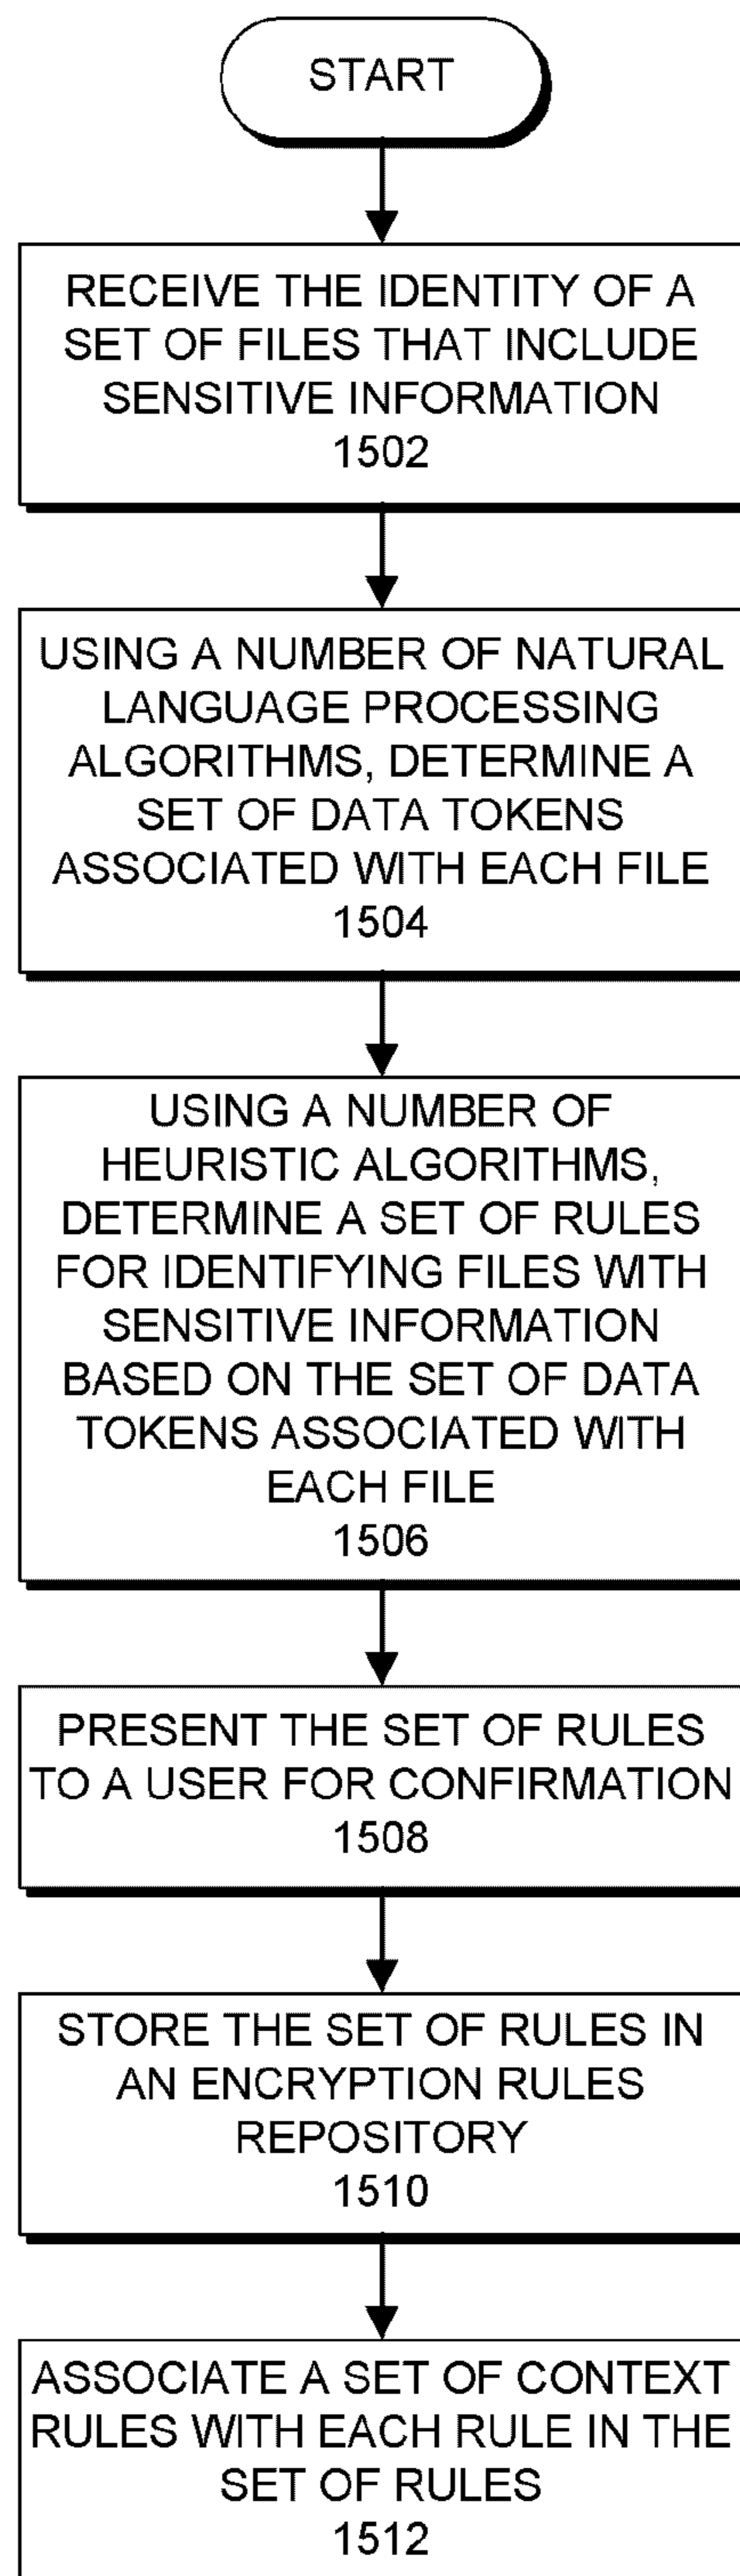 START
RECEIVE THE IDENTITY OF A
SET OF FILES THAT INCLUDE
SENSITIVE INFORMATION
1502
USING A NUMBER OF NATURAL
LANGUAGE PROCESSING
ALGORITHMS, DETERMINE A
SET OF DATA TOKENS
ASSOCIATED WITH EACH FILE
1504
USING A NUMBER OF
HEURISTIC ALGORITHMS,
DETERMINE A SET OF RULES
FOR IDENTIFYING FILES WITH
SENSITIVE INFORMATION
BASED ON THE SET OF DATA
TOKENS ASSOCIATED WITH
EACH FILE
1506
PRESENT THE SET OF RULES
TO A USER FOR CONFIRMATION
1508
STORE THE SET OF RULES IN
AN ENCRYPTION RULES
REPOSITORY
1510
ASSOCIATE A SET OF CONTEXT
RULES WITH EACH RULE IN THE
SET OF RULES
1512